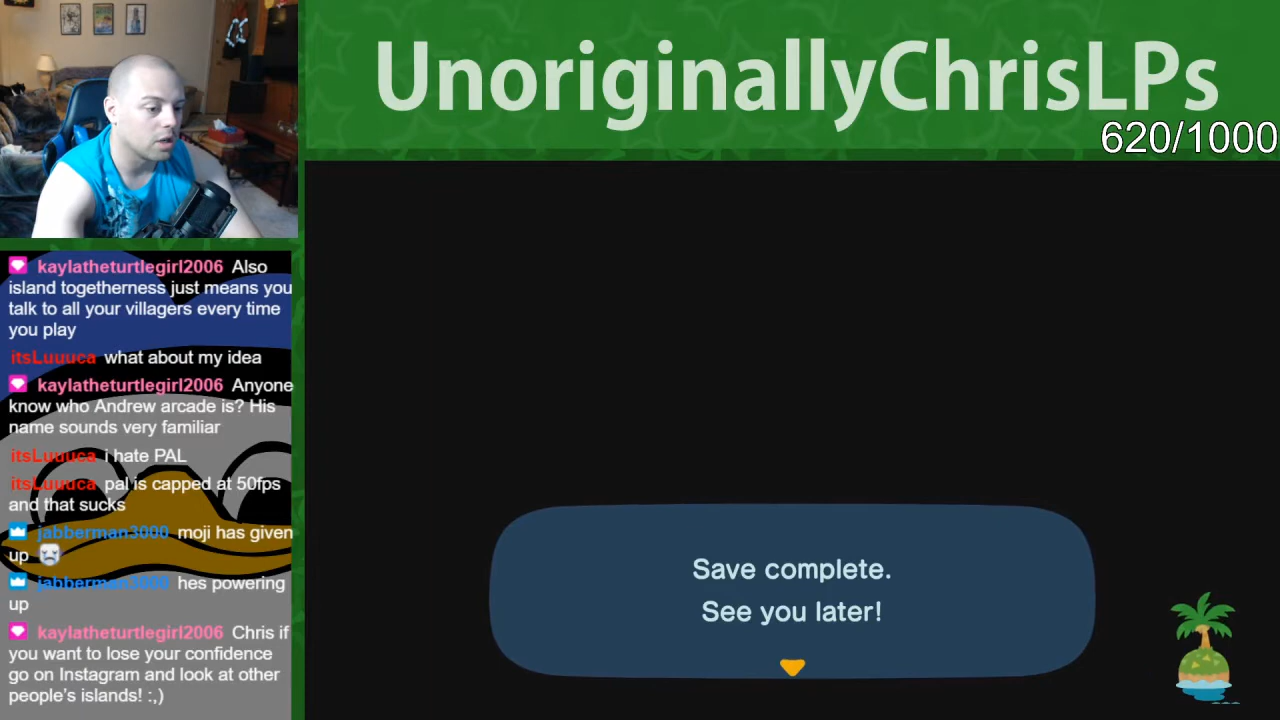 UnoriginallyChrisLPs
620/1000
kaylatheturtlegirl2006 Also
island togetherness just means you
talk to all your villagers every time
you play
itsLuuuca what about my idea
kaylatheturtlegirl2006 Anyone
know who Andrew arcade is? His
name sounds very familiar
itsLuuuca i hate PAL
itsLuuuca pal is capped at 50fps
and that sucks
jabberman3000 moji has given
up
jabberman3000 hes powering
up
kaylatheturtlegirl2006 Chris if
you want to lose your confidence
go on Instagram and look at other
people's islands! :,)
Save complete.
See you later!